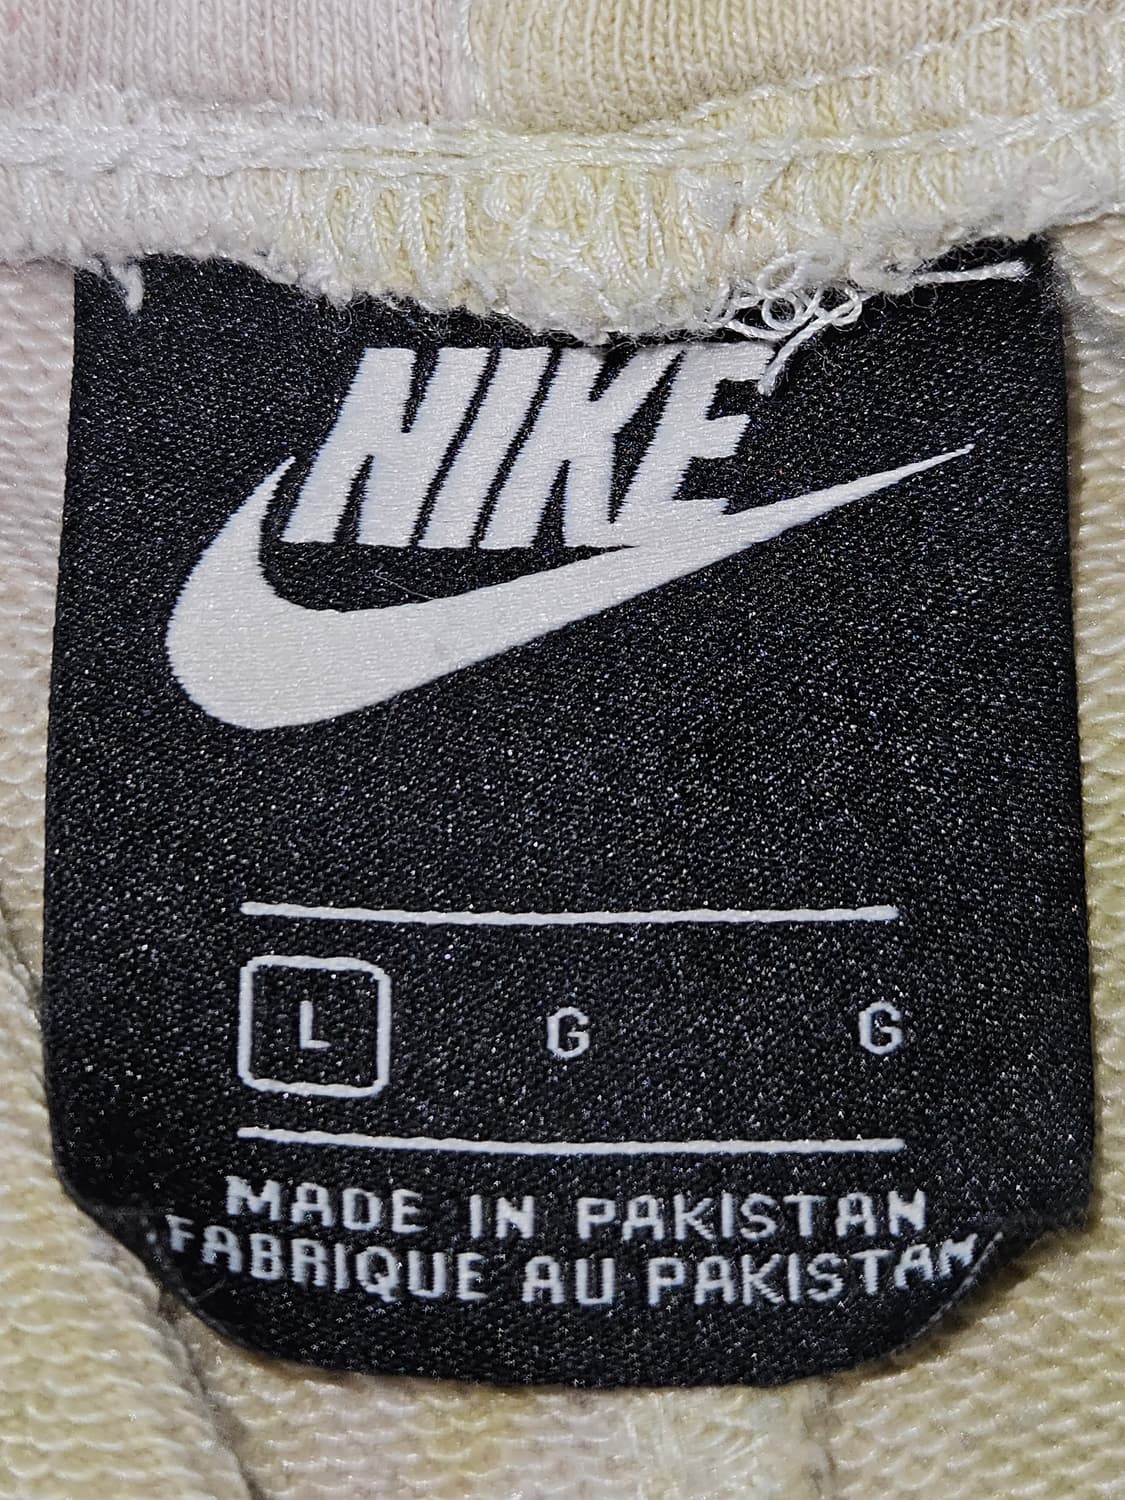 NIKE
L G G
MADE IN PAKISTAN
FABRIQUE AU PAKISTAN